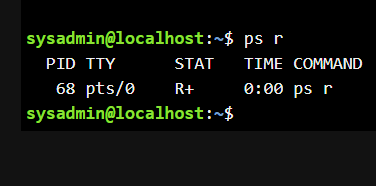 sysadmin@localhost:~$ ps r
  PID TTY      STAT   TIME COMMAND
   68 pts/0    R+     0:00 ps r
sysadmin@localhost:~$